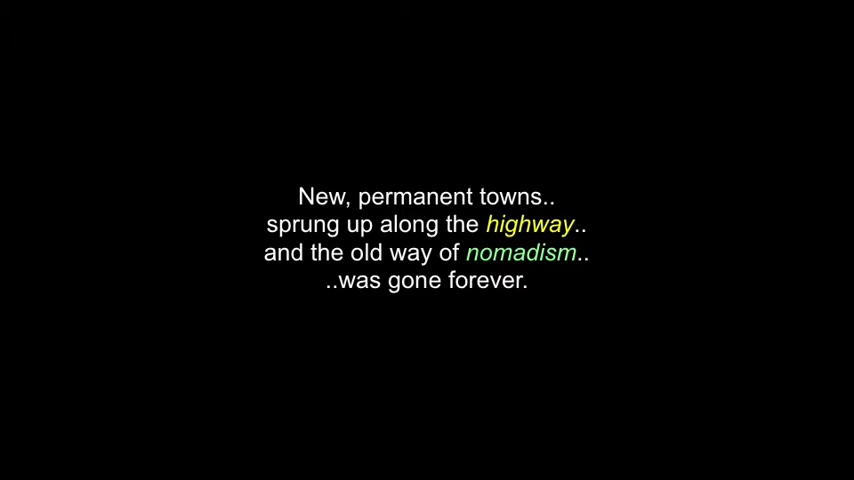 New, permanent towns..
sprung up along the highway..
and the old way of nomadism..
..was gone forever.